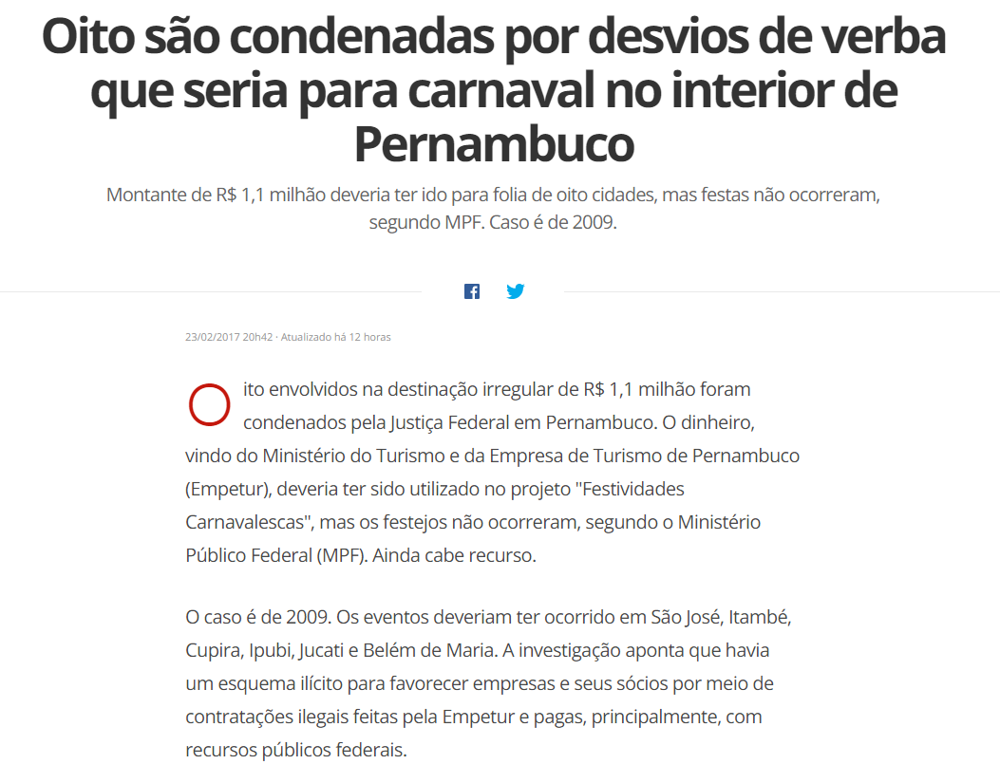 Oito são condenadas por desvios de verba
que seria para carnaval no interior de
Pernambuco
Montante de R$ 1,1 milhão deveria ter ido para folia de oito cidades, mas festas não ocorreram,
segundo MPF. Caso é de 2009.
23/02/2017 20h42 · Atualizado há 12 horas
Oito envolvidos na destinação irregular de R$ 1,1 milhão foram
condenados pela Justiça Federal em Pernambuco. O dinheiro,
vindo do Ministério do Turismo e da Empresa de Turismo de Pernambuco
(Empetur), deveria ter sido utilizado no projeto "Festividades
Carnavalescas", mas os festejos não ocorreram, segundo o Ministério
Público Federal (MPF). Ainda cabe recurso.
O caso é de 2009. Os eventos deveriam ter ocorrido em São José, Itambé,
Cupira, Ipubi, Jucati e Belém de Maria. A investigação aponta que havia
um esquema ilícito para favorecer empresas e seus sócios por meio de
contratações ilegais feitas pela Empetur e pagas, principalmente, com
recursos públicos federais.